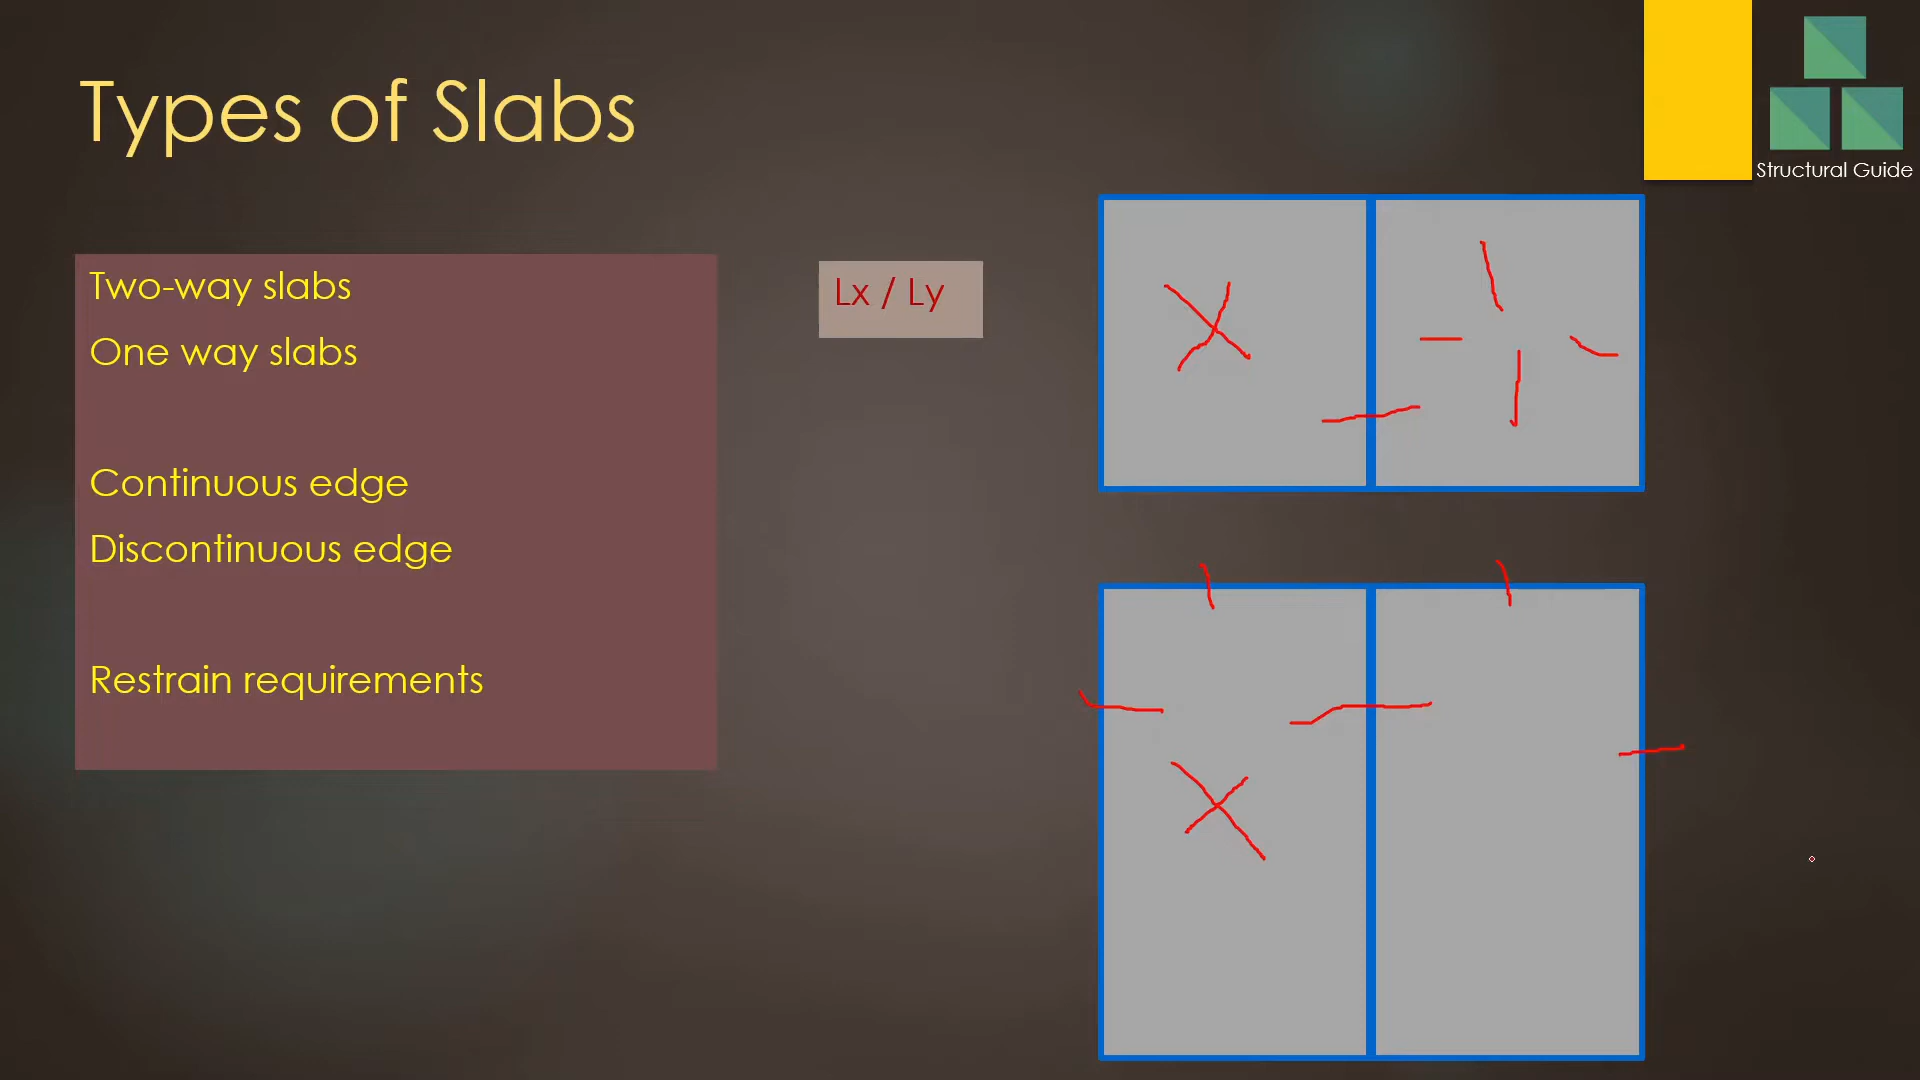 Types of Slabs
Structural Guide
Two-way slabs
One way slabs
Continuous edge
Discontinuous edge
Restrain requirements
Lx / Ly